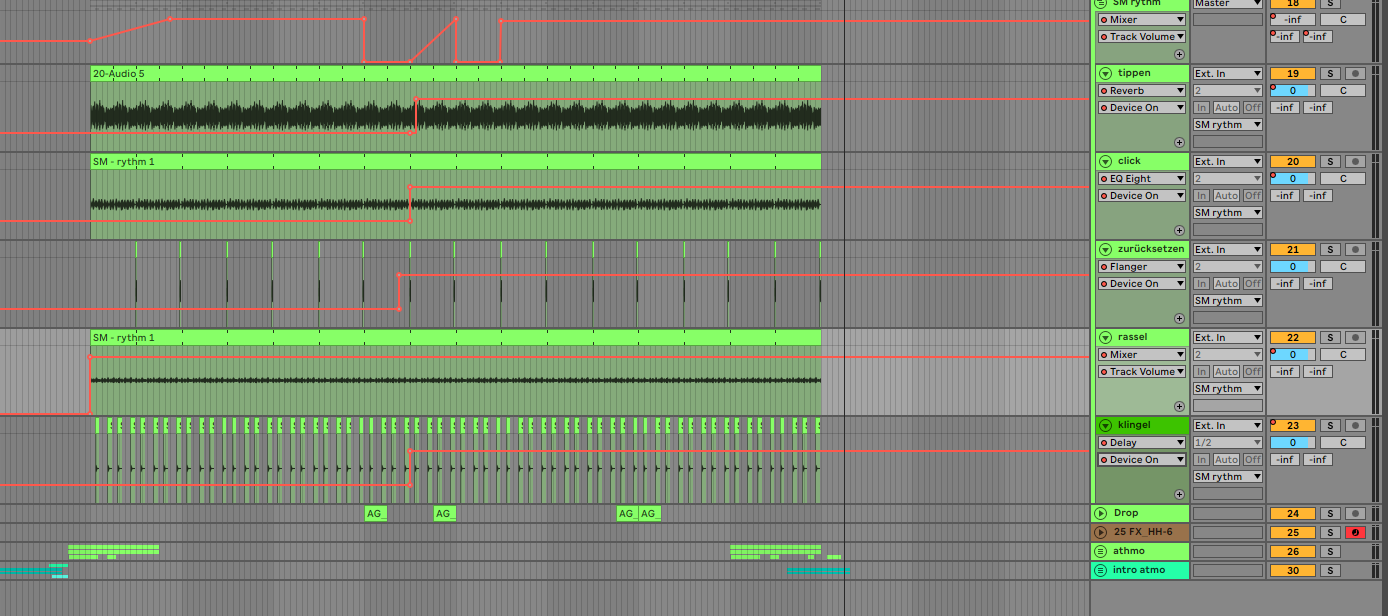 SM rythm Master 18 S
Mixer -inf C
Track Volume -inf -inf
20-Audio 5 tippen Ext. In 19 S
Reverb 2 0 C
Device On In Auto Off -inf -inf
SM rythm
SM - rythm 1 click Ext. In 20 S
EQ Eight 2 0 C
Device On In Auto Off -inf -inf
SM rythm
zurücksetzen Ext. In 21 S
Flanger 2 0 C
Device On In Auto Off -inf -inf
SM rythm
SM - rythm 1 rassel Ext. In 22 S
Mixer 2 0 C
Track Volume In Auto Off -inf -inf
SM rythm
klingel Ext. In 23 S
Delay 1/2 0 C
Device On In Auto Off -inf -inf
SM rythm
AG_ AG_ AG_ AG_ Drop 24 S
25 FX_HH-6 25 S
athmo 26 S
intro atmo 30 S